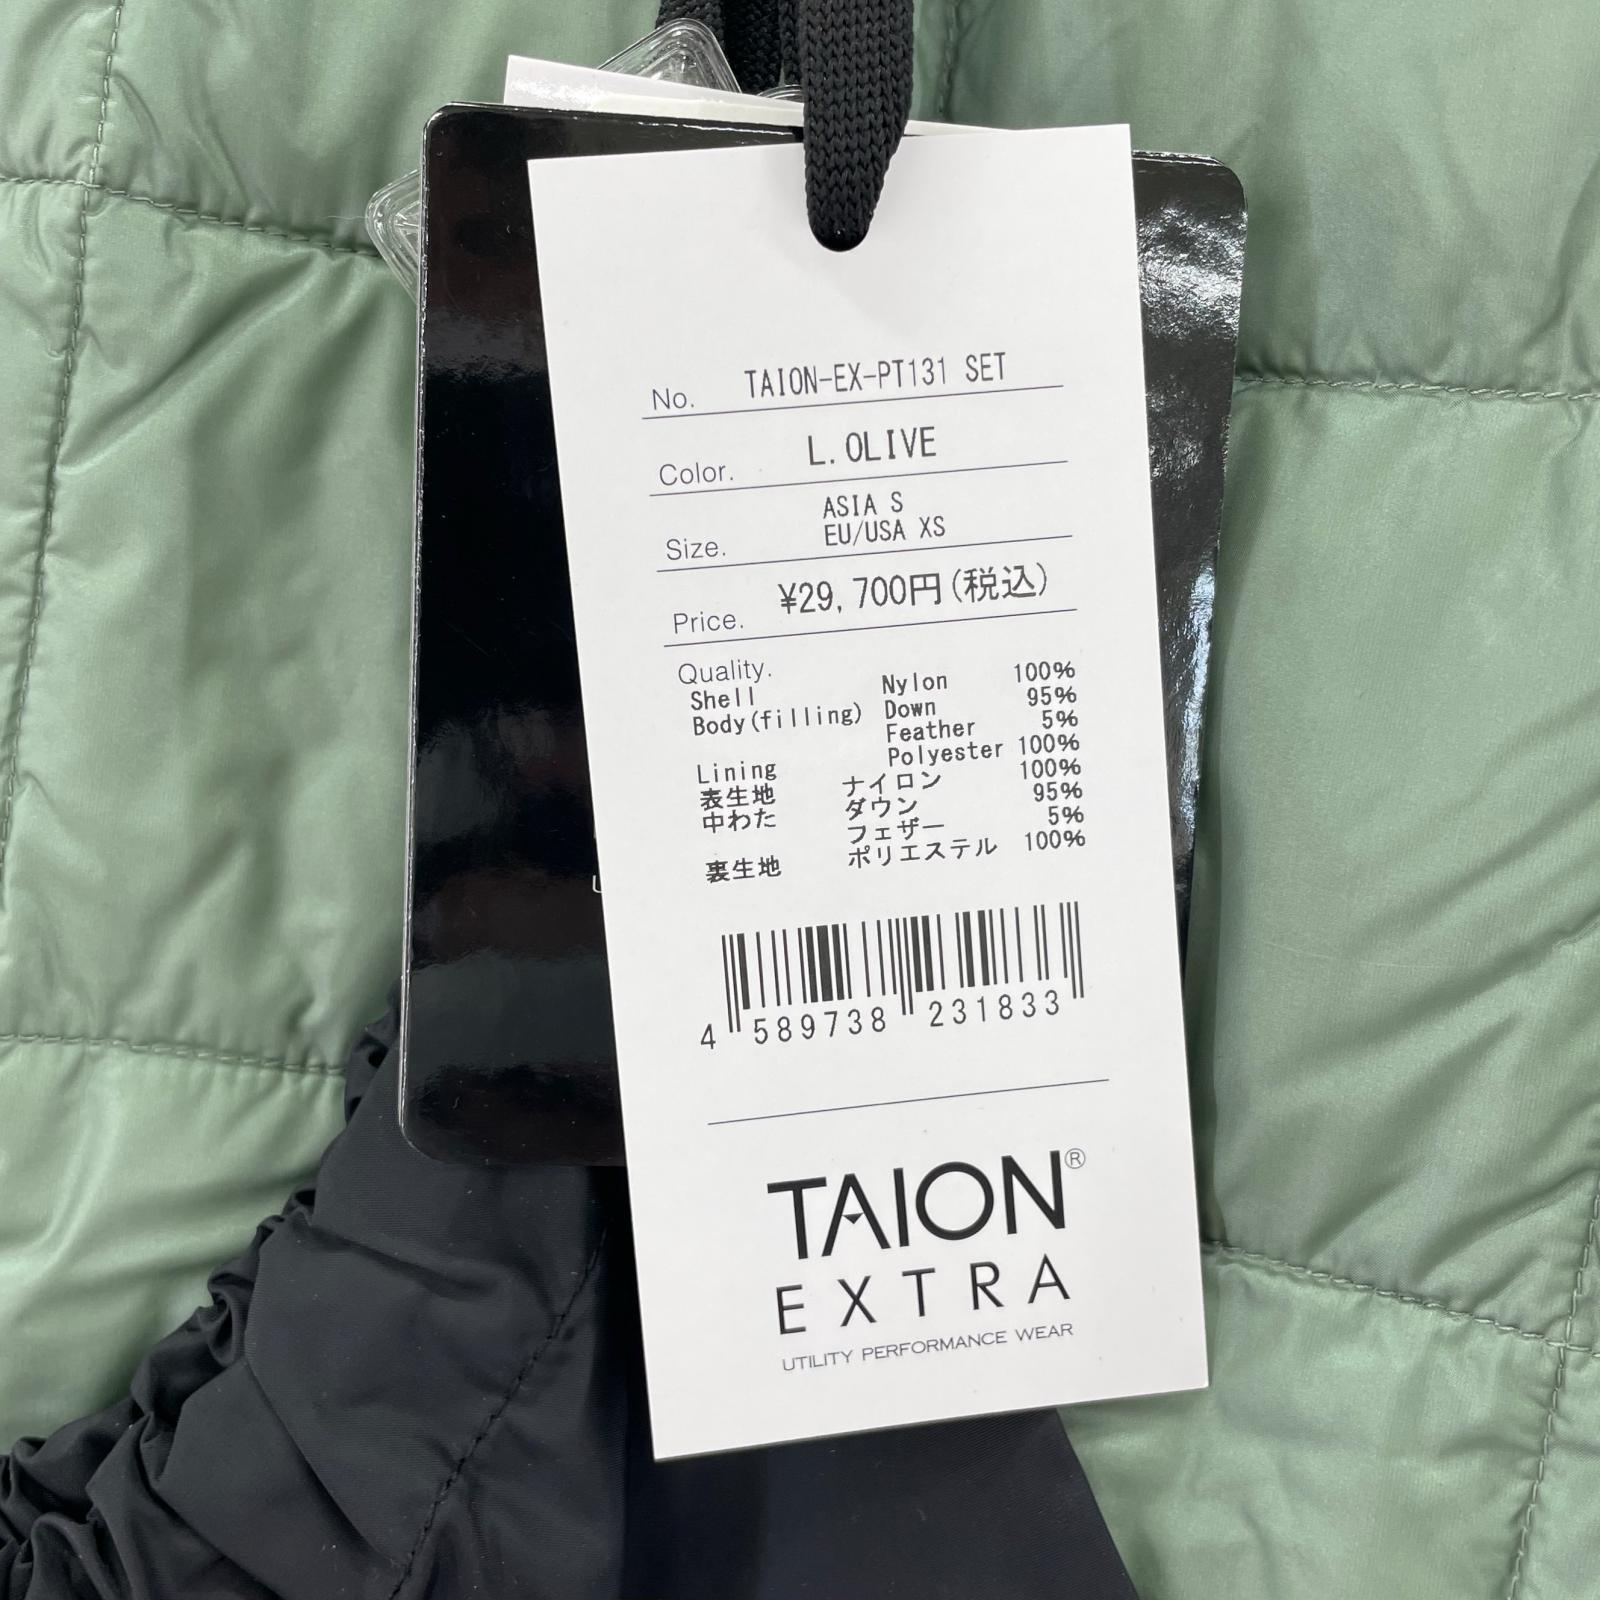 No. TAION-EX-PT131 SET
Color. L.OLIVE
Size. ASIA S
EU/USA XS
Price. ¥29,700円(税込)
Quality.
Shell Nylon 100%
Body(filling) Down 95%
Feather 5%
Lining Polyester 100%
表生地 ナイロン 100%
中わた ダウン 95%
フェザー 5%
裏生地 ポリエステル 100%
4 589738 231833
TAION®
EXTRA
UTILITY PERFORMANCE WEAR